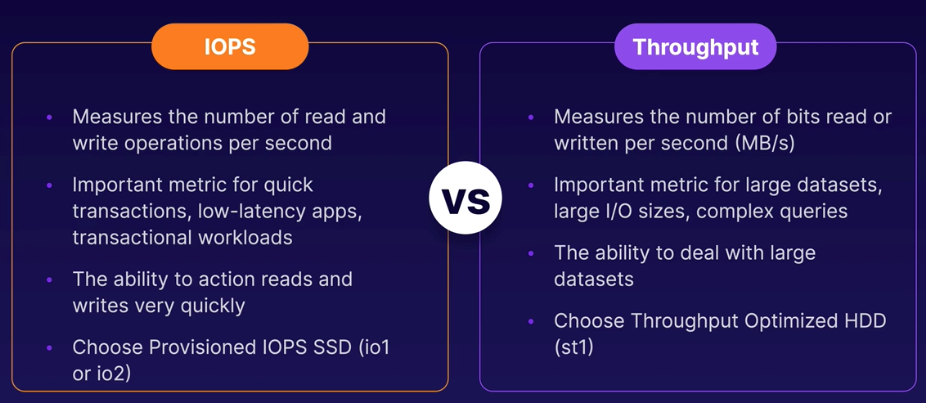 IOPS
• Measures the number of read and
write operations per second
• Important metric for quick
transactions, low-latency apps,
transactional workloads
• The ability to action reads and
writes very quickly
• Choose Provisioned IOPS SSD (io1
or io2)
VS
Throughput
• Measures the number of bits read or
written per second (MB/s)
• Important metric for large datasets,
large I/O sizes, complex queries
• The ability to deal with large
datasets
• Choose Throughput Optimized HDD
(st1)